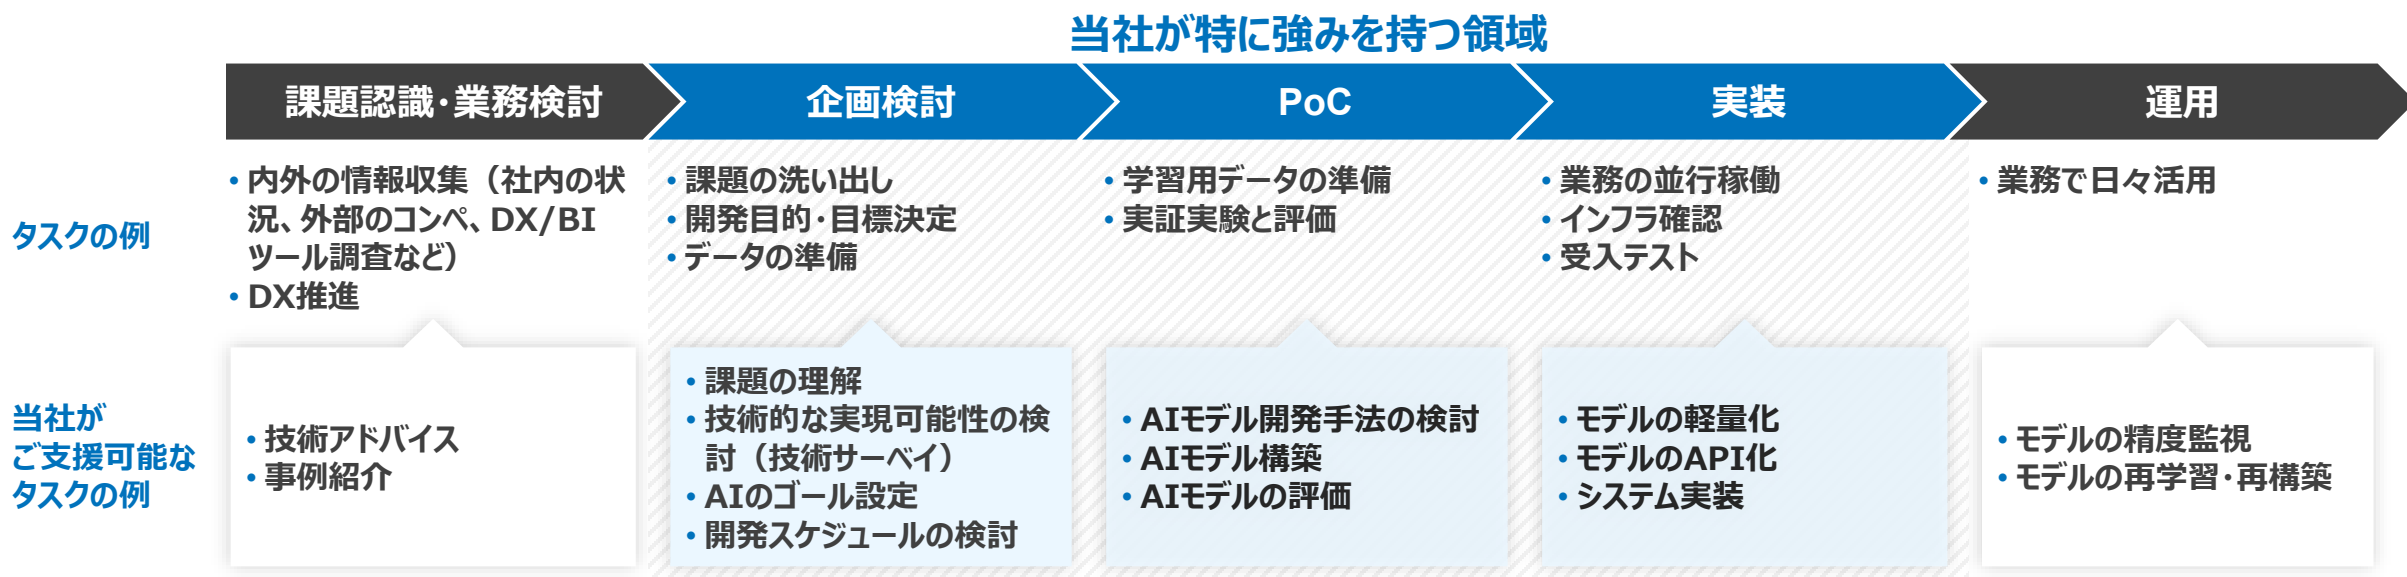 当社が特に強みを持つ領域
課題認識・業務検討
企画検討
PoC
実装
運用
タスクの例
• 内外の情報収集（社内の状
況、外部のコンペ、DX/BI
ツール調査など）
• DX推進
• 課題の洗い出し
• 開発目的・目標決定
• データの準備
• 学習用データの準備
• 実証実験と評価
• 業務の並行稼働
• インフラ確認
• 受入テスト
• 業務で日々活用
当社が
ご支援可能な
タスクの例
• 技術アドバイス
• 事例紹介
• 課題の理解
• 技術的な実現可能性の検
討（技術サーベイ）
• AIのゴール設定
• 開発スケジュールの検討
• AIモデル開発手法の検討
• AIモデル構築
• AIモデルの評価
• モデルの軽量化
• モデルのAPI化
• システム実装
• モデルの精度監視
• モデルの再学習・再構築